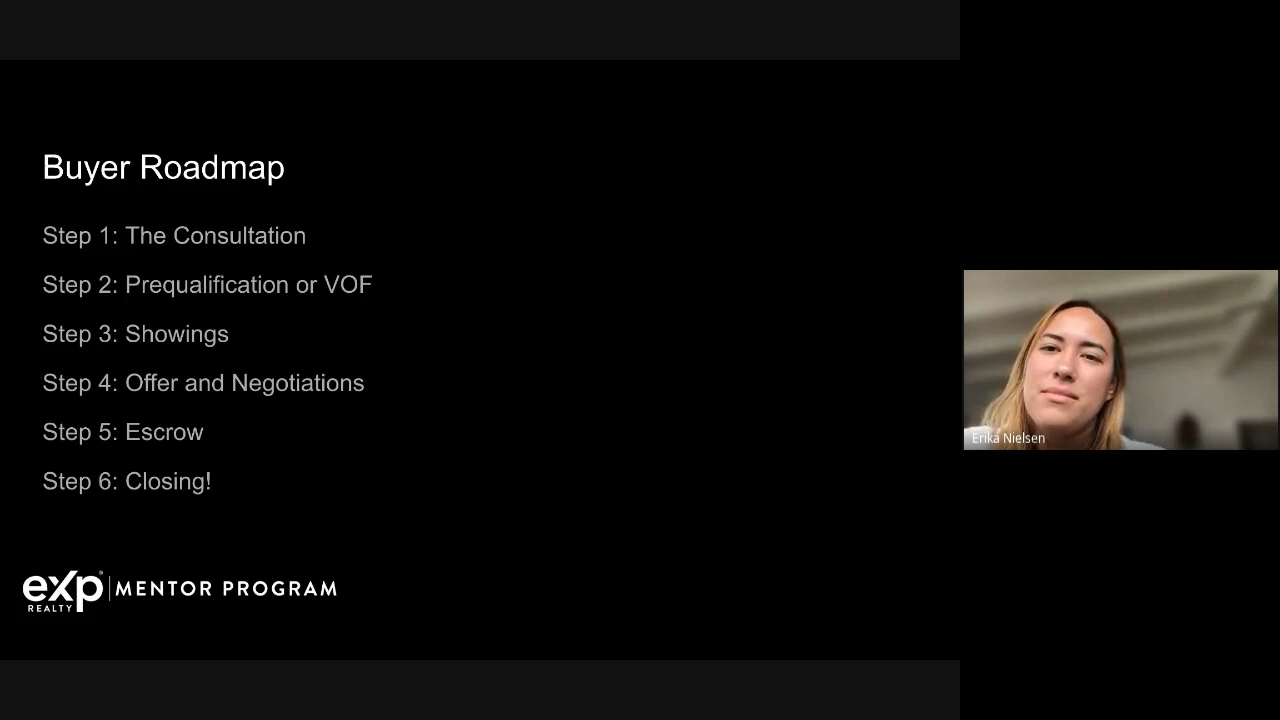 Buyer Roadmap
Step 1: The Consultation
Step 2: Prequalification or VOF
Step 3: Showings
Step 4: Offer and Negotiations
Step 5: Escrow
Step 6: Closing!
eXp REALTY | MENTOR PROGRAM
Erika Nielsen